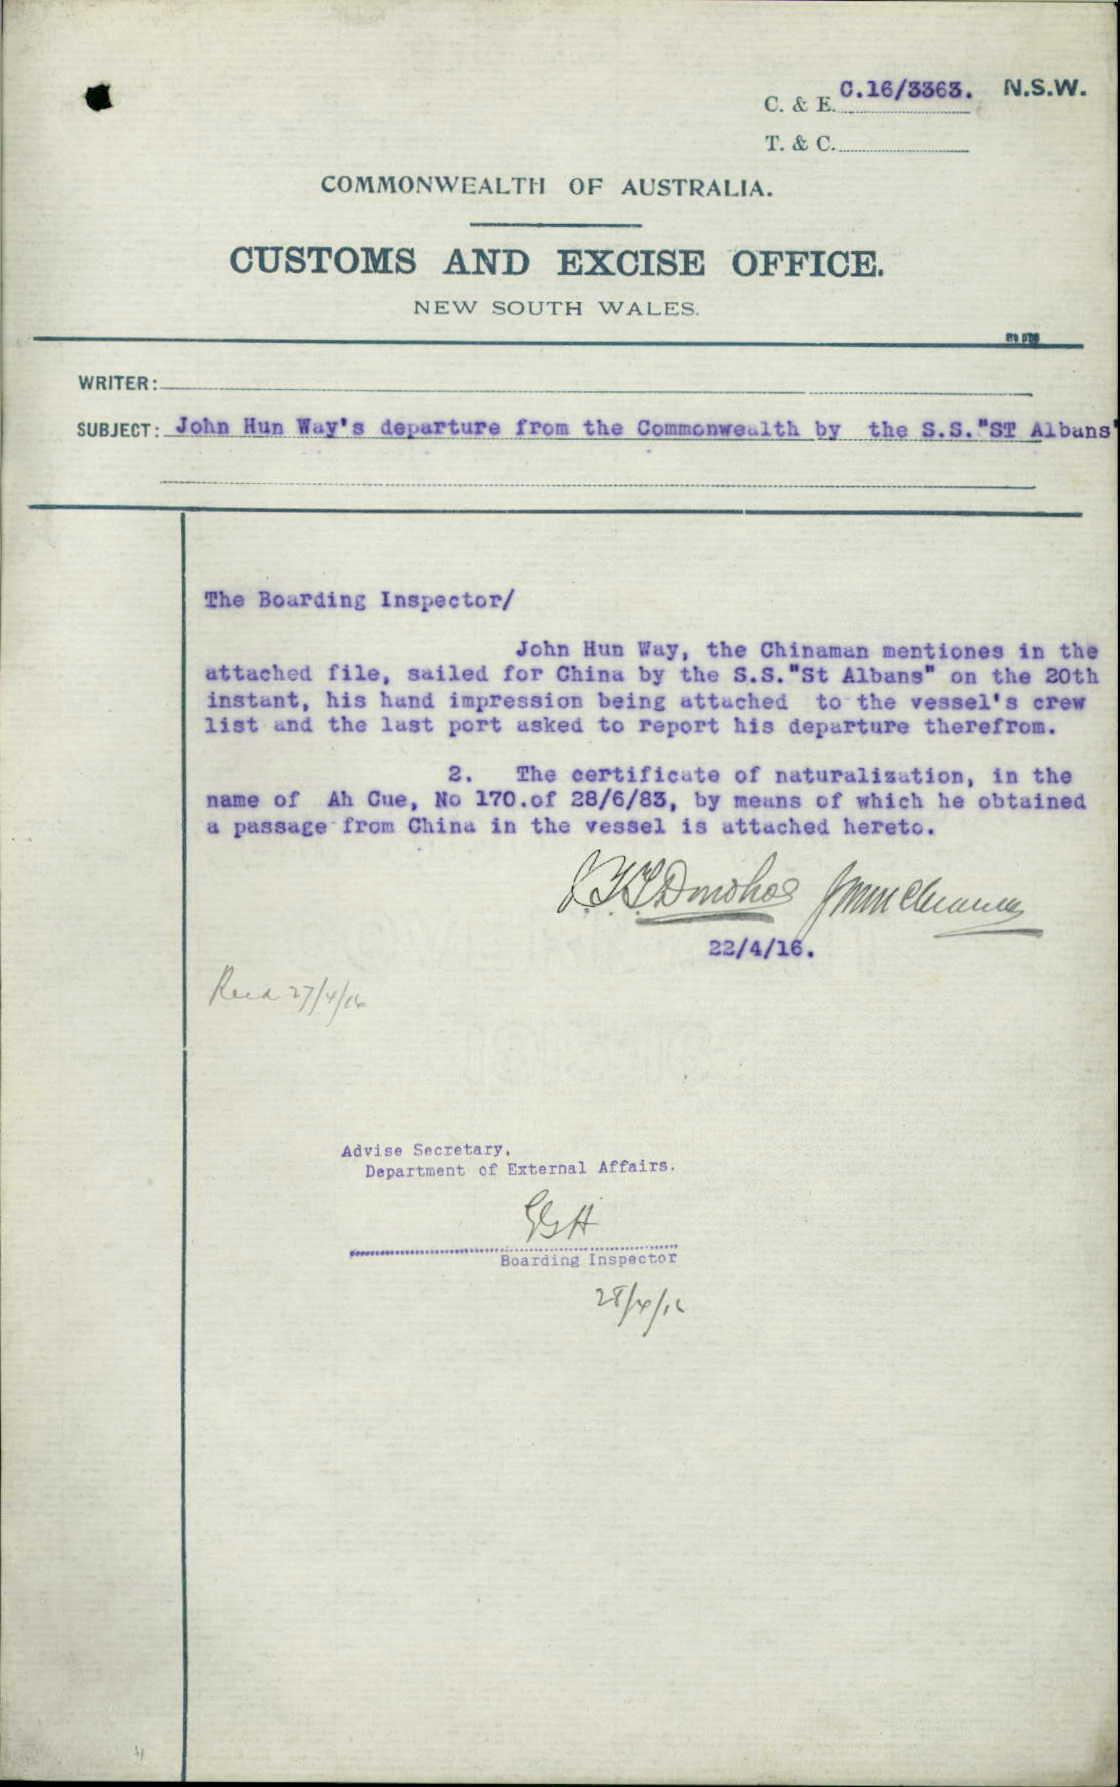 C. & E. C.16/3363. N.S.W.
T. & C.
COMMONWEALTH OF AUSTRALIA.
CUSTOMS AND EXCISE OFFICE.
NEW SOUTH WALES.
WRITER:
SUBJECT: John Hun Way's departure from the Commonwealth by the S.S."ST Albans"
The Boarding Inspector/
John Hun Way, the Chinaman mentiones in the
attached file, sailed for China by the S.S."St Albans" on the 20th
instant, his hand impression being attached to the vessel's crew
list and the last port asked to report his departure therefrom.
2. The certificate of naturalization, in the
name of Ah Cue, No 170.of 28/6/83, by means of which he obtained
a passage from China in the vessel is attached hereto.
Donohoe
22/4/16.
Recd 27/4/16
Advise Secretary,
Department of External Affairs.
Boarding Inspector
28/4/16